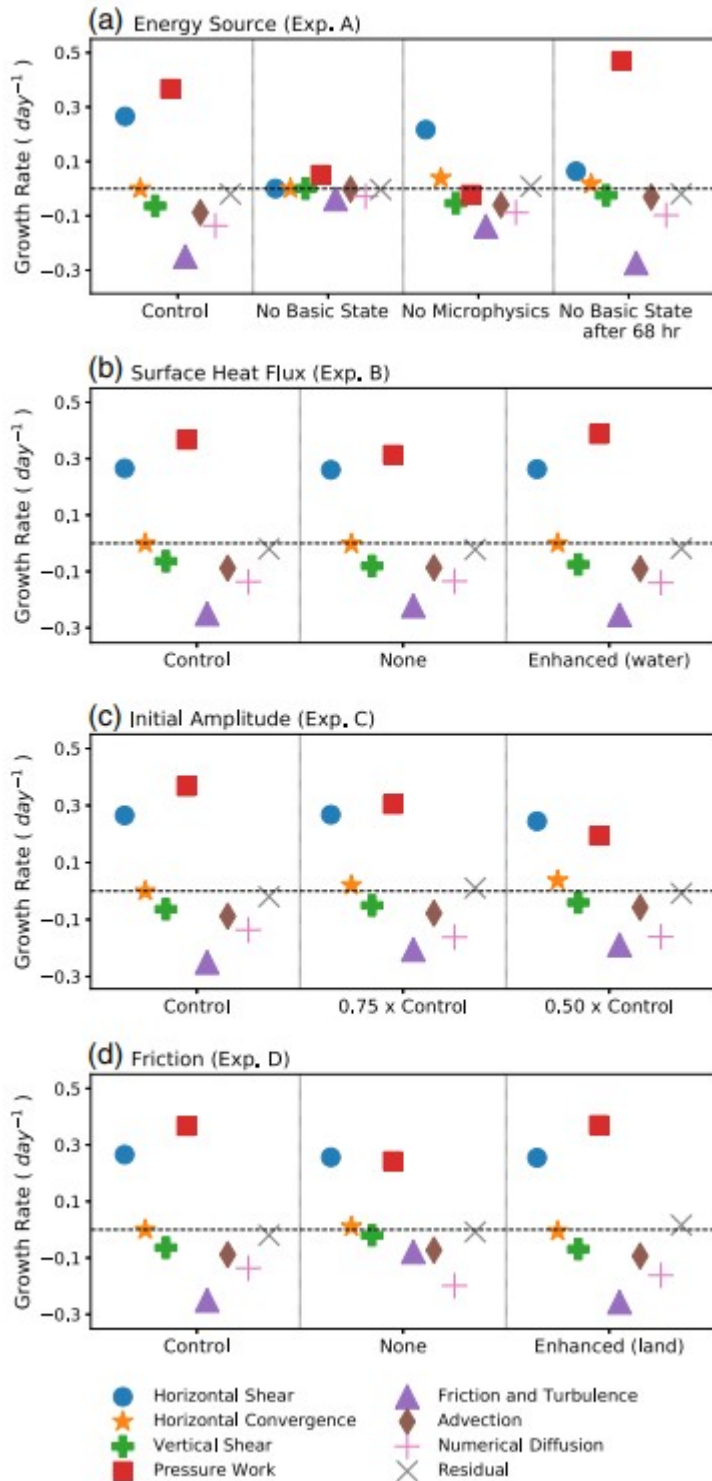 (a) Energy Source (Exp. A)
Growth Rate ( day⁻¹ )
0.5
0.3
0.1
−0.1
−0.3
Control
No Basic State
No Microphysics
No Basic State
after 68 hr
(b) Surface Heat Flux (Exp. B)
Growth Rate ( day⁻¹ )
0.5
0.3
0.1
−0.1
−0.3
Control
None
Enhanced (water)
(c) Initial Amplitude (Exp. C)
Growth Rate ( day⁻¹ )
0.5
0.3
0.1
−0.1
−0.3
Control
0.75 x Control
0.50 x Control
(d) Friction (Exp. D)
Growth Rate ( day⁻¹ )
0.5
0.3
0.1
−0.1
−0.3
Control
None
Enhanced (land)
Horizontal Shear
Horizontal Convergence
Vertical Shear
Pressure Work
Friction and Turbulence
Advection
Numerical Diffusion
Residual